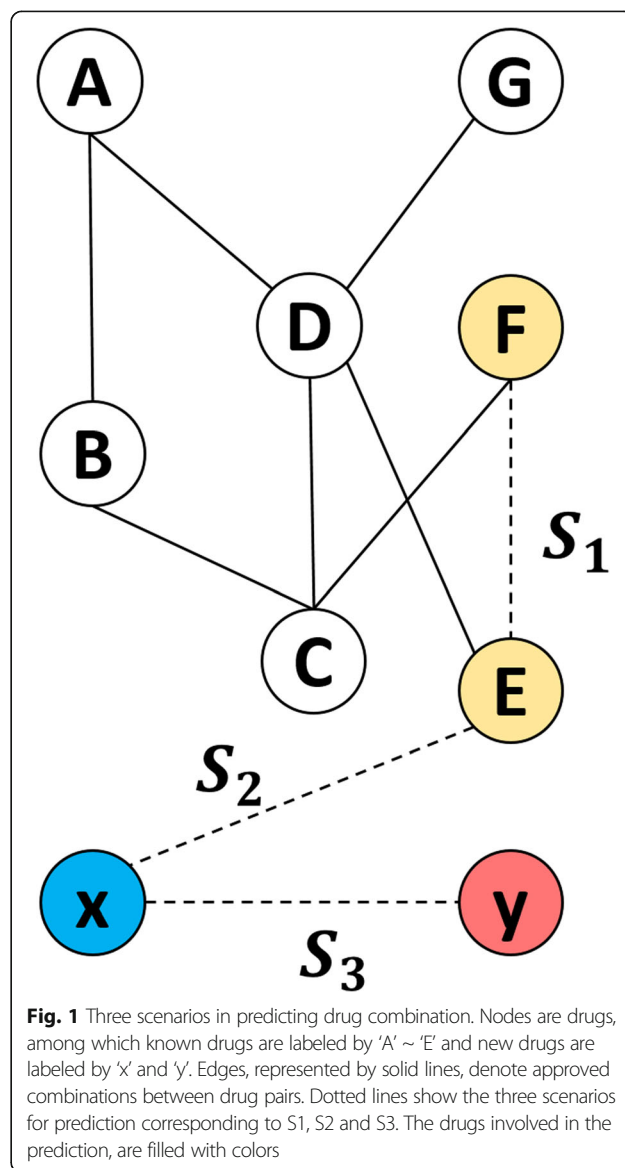 A
G
D
F
B
S₁
C
E
S₂
x
y
S₃
Fig. 1 Three scenarios in predicting drug combination. Nodes are drugs,
among which known drugs are labeled by ‘A’ ~ ‘E’ and new drugs are
labeled by ‘x’ and ‘y’. Edges, represented by solid lines, denote approved
combinations between drug pairs. Dotted lines show the three scenarios
for prediction corresponding to S1, S2 and S3. The drugs involved in the
prediction, are filled with colors